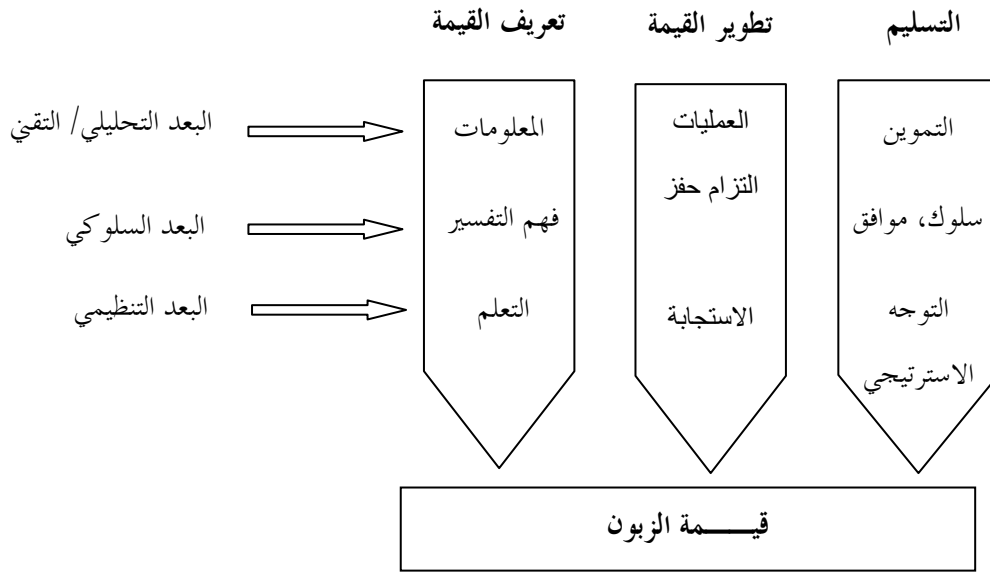 تعريف القيمة
تطوير القيمة
التسليم
البعد التحليلي/ التقني
المعلومات
العمليات
التموين
التزام حفز
البعد السلوكي
فهم التفسير
سلوك، موافق
البعد التنظيمي
التعلم
الاستجابة
التوجه
الاسترتيجي
قيـــــمة الزبون